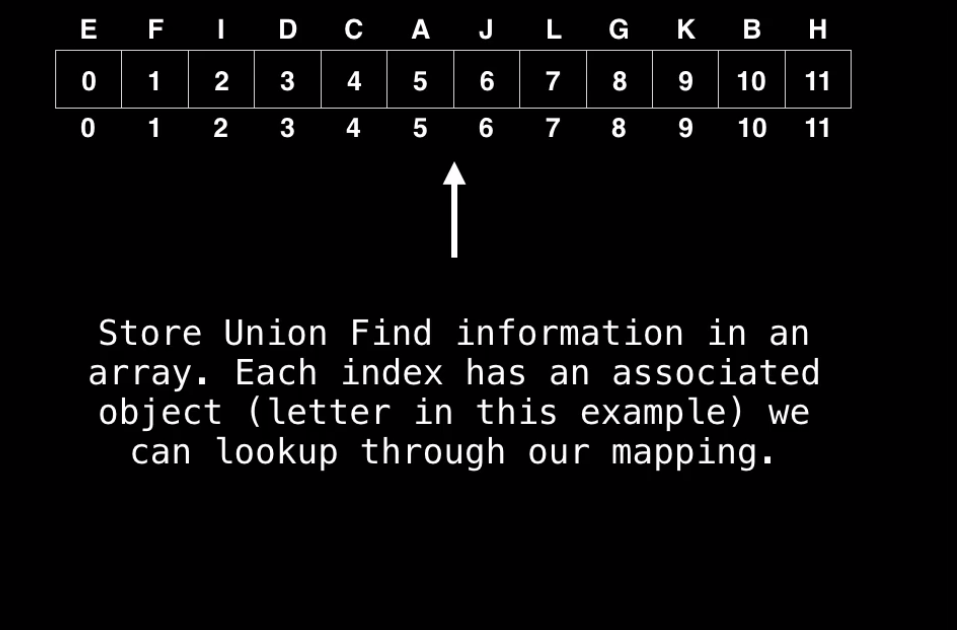 E F I D C A J L G K B H
0 1 2 3 4 5 6 7 8 9 10 11
0 1 2 3 4 5 6 7 8 9 10 11
Store Union Find information in an
array. Each index has an associated
object (letter in this example) we
can lookup through our mapping.